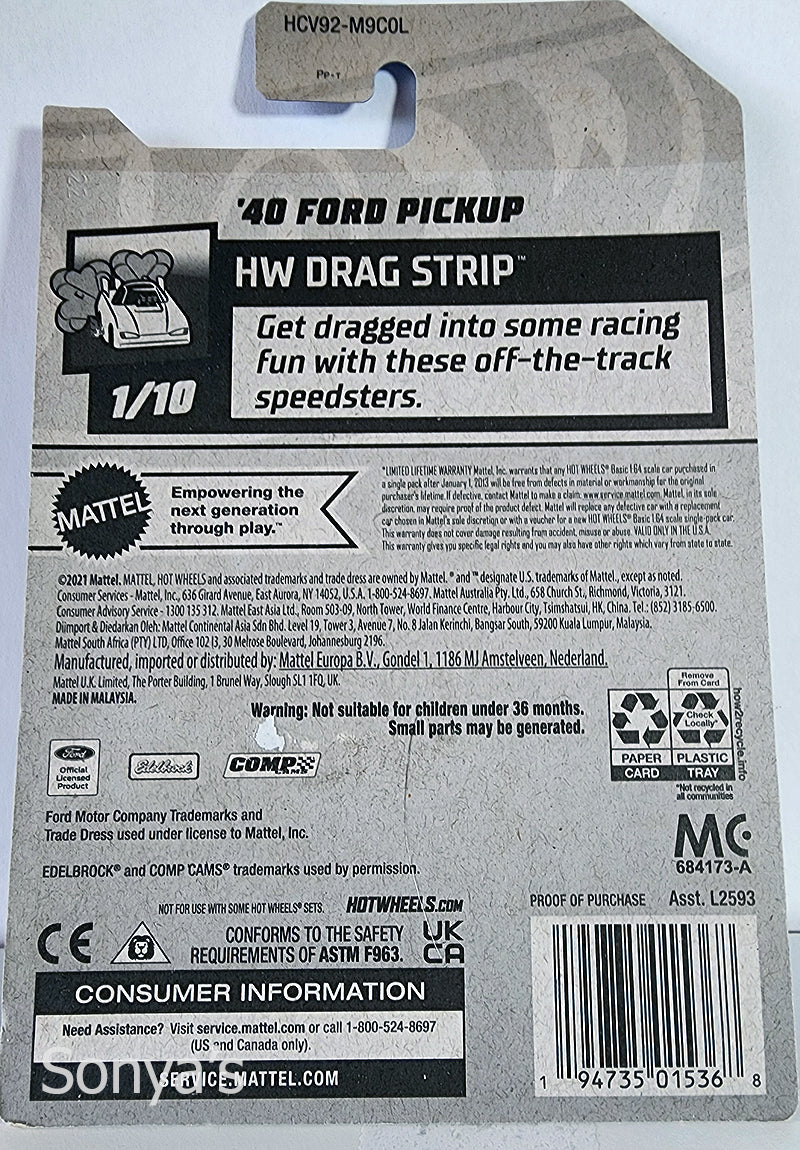 HCV92-M9C0L
'40 FORD PICKUP
HW DRAG STRIP™
Get dragged into some racing
fun with these off-the-track
speedsters.
1/10
MATTEL
Empowering the
next generation
through play.™
*LIMITED LIFETIME WARRANTY Mattel, Inc. warrants that any HOT WHEELS® Basic 1:64 scale car purchased in
a single pack after January 1, 2013 will be free from defects in material or workmanship for the original
purchaser's lifetime. If defective, contact Mattel to make a claim: www.service.mattel.com. Mattel, in its sole
discretion, may require proof of the product defect. Mattel will replace any defective car with a replacement
car chosen in Mattel's sole discretion or with a voucher for a new HOT WHEELS® Basic 1:64 scale single-pack car.
This warranty does not cover damage resulting from accident, misuse or abuse. VALID ONLY IN THE U.S.A.
This warranty gives you specific legal rights and you may also have other rights which vary from state to state.
©2021 Mattel. MATTEL, HOT WHEELS and associated trademarks and trade dress are owned by Mattel. ® and ™ designate U.S. trademarks of Mattel., except as noted.
Consumer Services - Mattel, Inc., 636 Girard Avenue, East Aurora, NY 14052, U.S.A. 1-800-524-8697. Mattel Australia Pty. Ltd., 658 Church St., Richmond, Victoria, 3121.
Consumer Advisory Service - 1300 135 312. Mattel East Asia Ltd., Room 503-09, North Tower, World Finance Centre, Harbour City, Tsimshatsui, HK, China. Tel.: (852) 3185-6500.
Diimport & Diedarkan Oleh: Mattel Continental Asia Sdn Bhd. Level 19, Tower 3, Avenue 7, No. 8 Jalan Kerinchi, Bangsar South, 59200 Kuala Lumpur, Malaysia.
Mattel South Africa (PTY) LTD, Office 102 I3, 30 Melrose Boulevard, Johannesburg 2196.
Manufactured, imported or distributed by: Mattel Europa B.V., Gondel 1, 1186 MJ Amstelveen, Nederland.
Mattel U.K. Limited, The Porter Building, 1 Brunel Way, Slough SL1 1FQ, UK.
MADE IN MALAYSIA.
Warning: Not suitable for children under 36 months.
Small parts may be generated.
Remove
From Card
Check
Locally*
PAPER
PLASTIC
CARD
TRAY
how2recycle.info
*Not recycled in
all communities
Ford
Official
Licensed
Product
Edelbrock
COMP
CAMS
Ford Motor Company Trademarks and
Trade Dress used under license to Mattel, Inc.
EDELBROCK® and COMP CAMS® trademarks used by permission.
MC
684173-A
NOT FOR USE WITH SOME HOT WHEELS® SETS.
HOTWHEELS.COM
PROOF OF PURCHASE
Asst. L2593
CE
CONFORMS TO THE SAFETY
REQUIREMENTS OF ASTM F963.
UK
CA
CONSUMER INFORMATION
Need Assistance? Visit service.mattel.com or call 1-800-524-8697
(US and Canada only).
SERVICE.MATTEL.COM
Sonya's
1 94735 01536 8